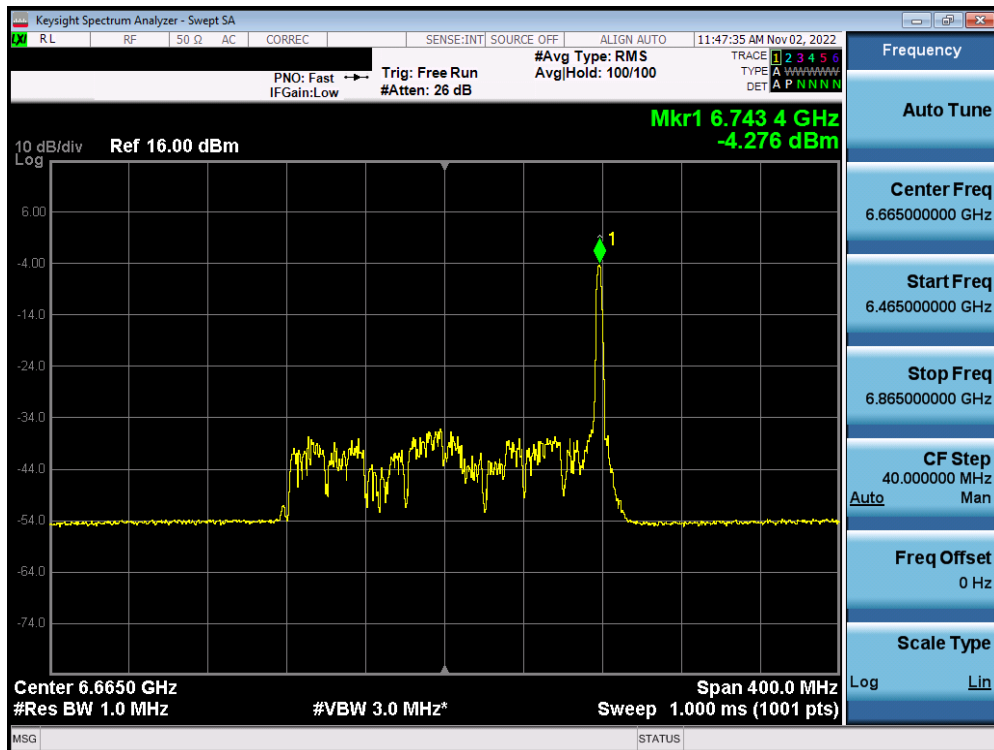 Keysight Spectrum Analyzer - Swept SA
LXI RL RF 50 Ω AC CORREC SENSE:INT SOURCE OFF ALIGN AUTO 11:47:35 AM Nov 02, 2022
PNO: Fast Trig: Free Run #Avg Type: RMS TRACE 1 2 3 4 5 6
IFGain:Low #Atten: 26 dB Avg|Hold: 100/100 TYPE A WWWWW
DET A P N N N N
Mkr1 6.743 4 GHz
-4.276 dBm
10 dB/div Ref 16.00 dBm
Log
6.00
1
-4.00
-14.0
-24.0
-34.0
-44.0
-54.0
-64.0
-74.0
Center 6.6650 GHz Span 400.0 MHz
#Res BW 1.0 MHz #VBW 3.0 MHz* Sweep 1.000 ms (1001 pts)
MSG STATUS
Frequency
Auto Tune
Center Freq
6.665000000 GHz
Start Freq
6.465000000 GHz
Stop Freq
6.865000000 GHz
CF Step
40.000000 MHz
Auto Man
Freq Offset
0 Hz
Scale Type
Log Lin